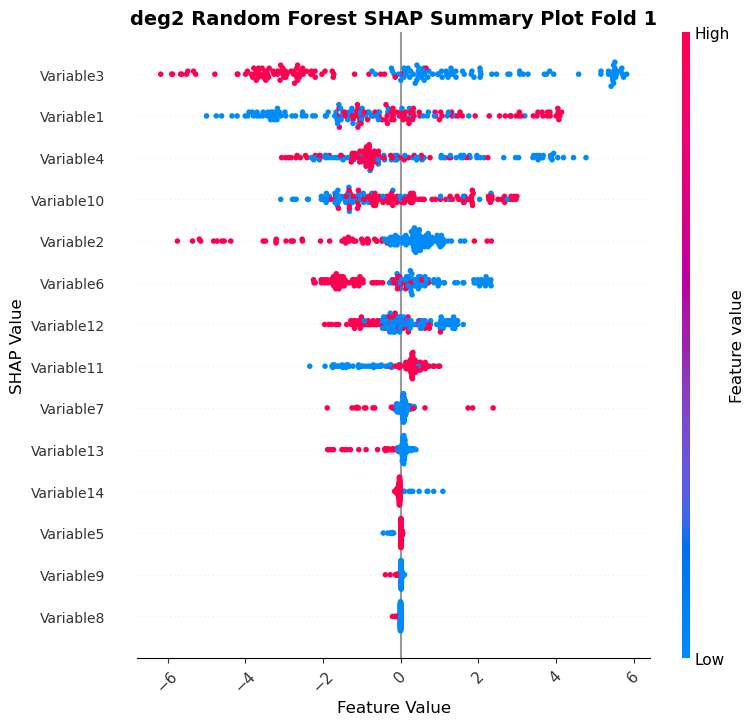 deg2 Random Forest SHAP Summary Plot Fold 1
High
Variable3
Variable1
Variable4
Variable10
Variable2
Variable6
Variable12
Variable11
Variable7
Variable13
Variable14
Variable5
Variable9
Variable8
SHAP Value
Feature value
Low
−6
−4
−2
0
2
4
6
Feature Value